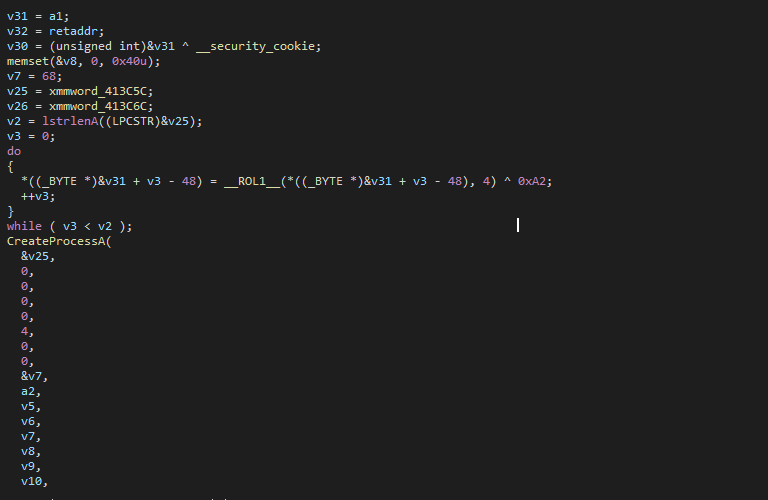 v31 = a1;
v32 = retaddr;
v30 = (unsigned int)&v31 ^ __security_cookie;
memset(&v8, 0, 0x40u);
v7 = 68;
v25 = xmmword_413C5C;
v26 = xmmword_413C6C;
v2 = lstrlenA((LPCSTR)&v25);
v3 = 0;
do
{
*((_BYTE *)&v31 + v3 - 48) = __ROL1__(*((_BYTE *)&v31 + v3 - 48), 4) ^ 0xA2;
++v3;
}
while ( v3 < v2 );
CreateProcessA(
&v25,
0,
0,
0,
0,
4,
0,
0,
&v7,
a2,
v5,
v6,
v7,
v8,
v9,
v10,